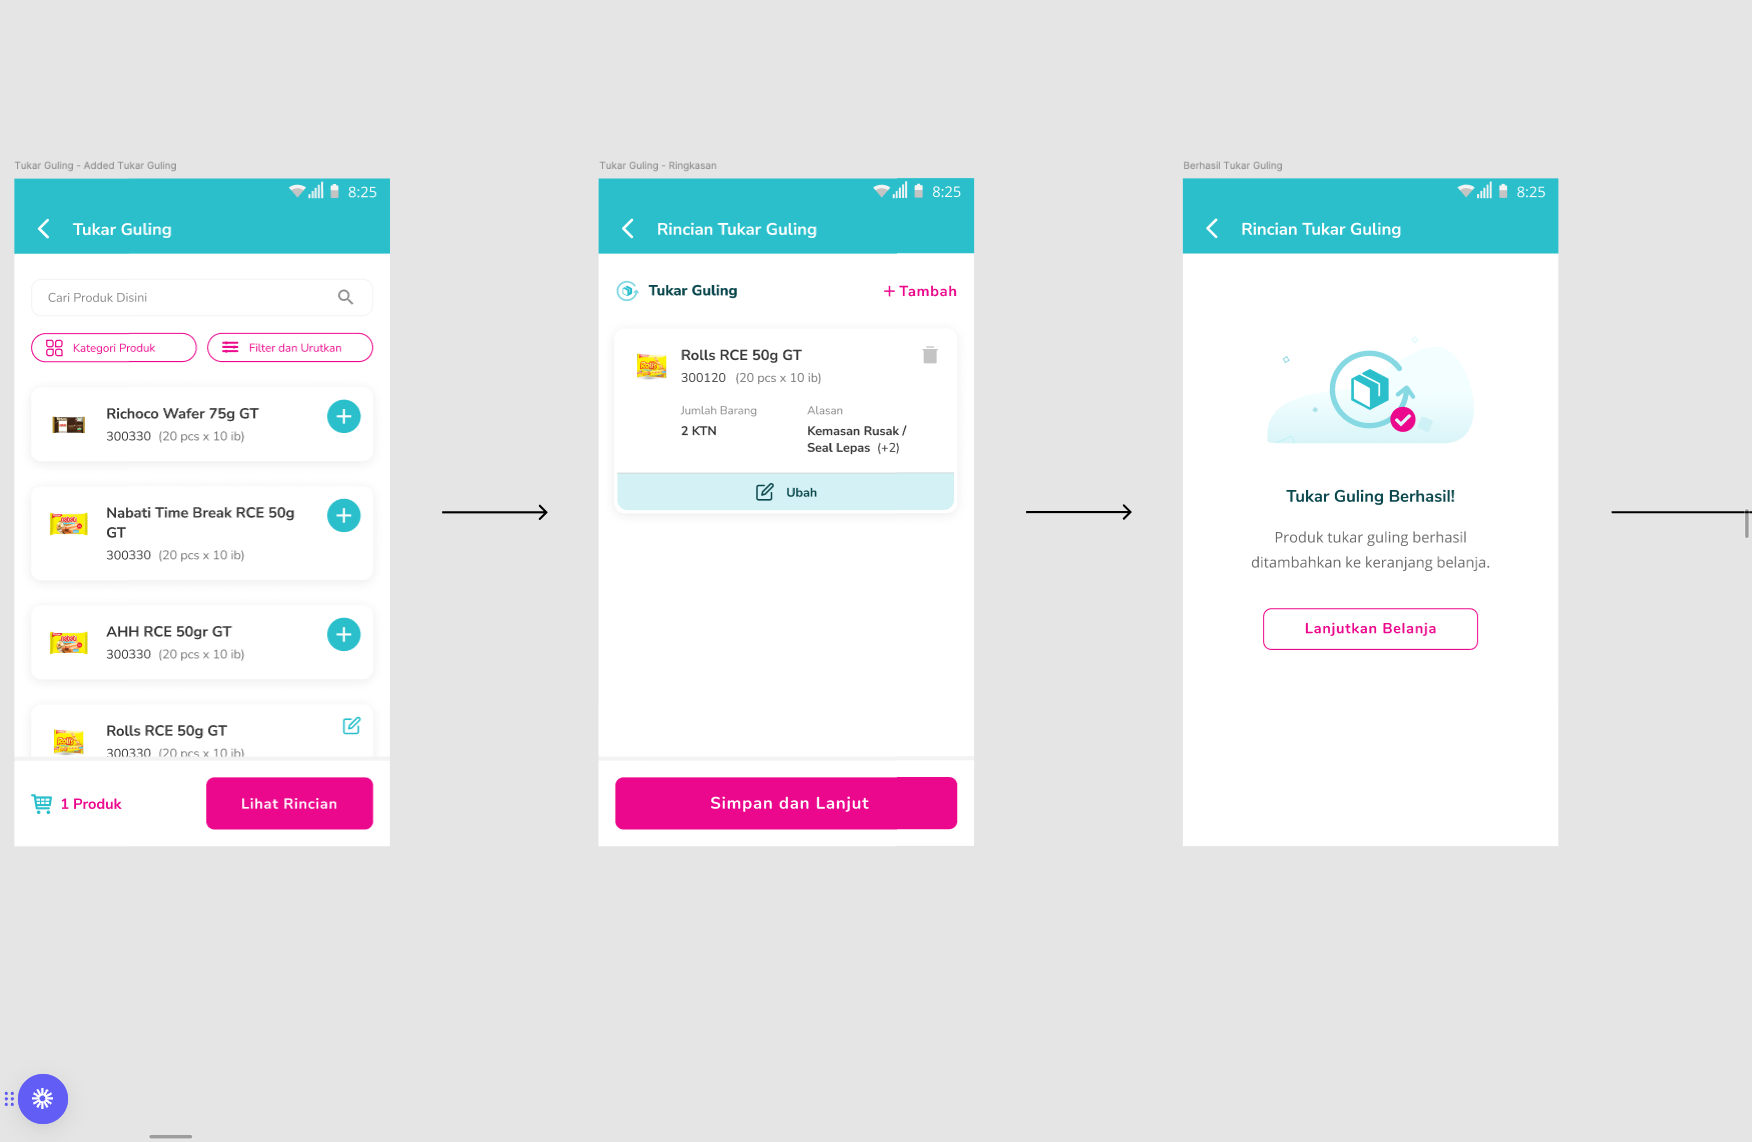 Tukar Guling - Added Tukar Guling
8:25
Tukar Guling
Cari Produk Disini
Kategori Produk
Filter dan Urutkan
Richoco Wafer 75g GT
300330 (20 pcs x 10 ib)
Nabati Time Break RCE 50g
GT
300330 (20 pcs x 10 ib)
AHH RCE 50gr GT
300330 (20 pcs x 10 ib)
Rolls RCE 50g GT
300330 (20 pcs x 10 ib)
1 Produk
Lihat Rincian
Tukar Guling - Ringkasan
8:25
Rincian Tukar Guling
Tukar Guling
+ Tambah
Rolls RCE 50g GT
300120 (20 pcs x 10 ib)
Jumlah Barang
2 KTN
Alasan
Kemasan Rusak /
Seal Lepas (+2)
Ubah
Simpan dan Lanjut
Berhasil Tukar Guling
8:25
Rincian Tukar Guling
Tukar Guling Berhasil!
Produk tukar guling berhasil
ditambahkan ke keranjang belanja.
Lanjutkan Belanja